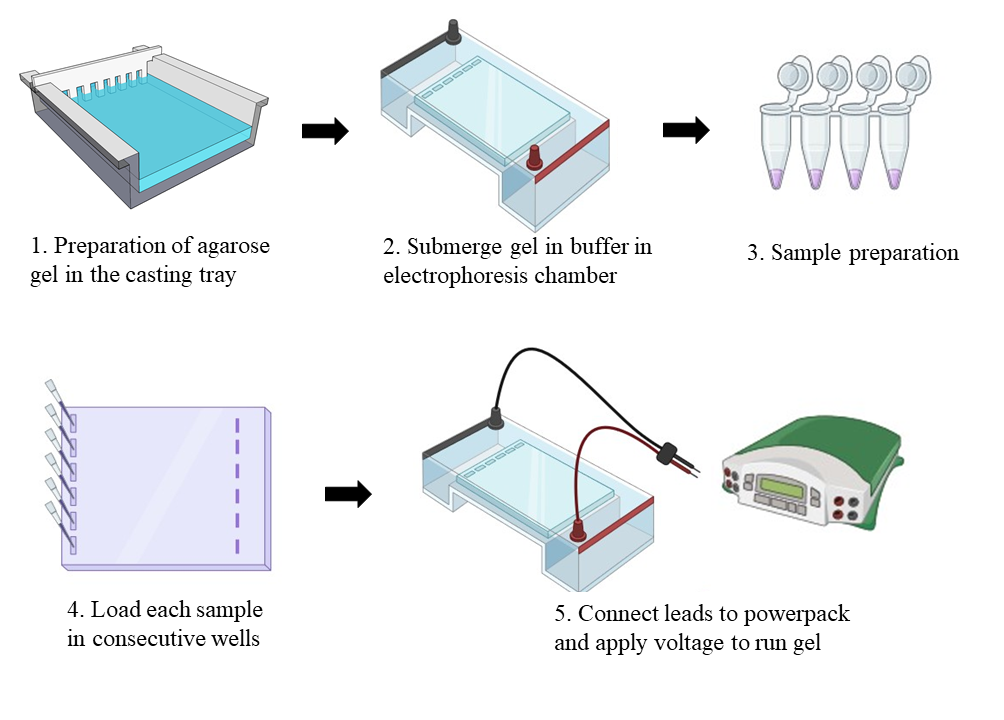 1. Preparation of agarose
gel in the casting tray
2. Submerge gel in buffer in
electrophoresis chamber
3. Sample preparation
4. Load each sample
in consecutive wells
5. Connect leads to powerpack
and apply voltage to run gel